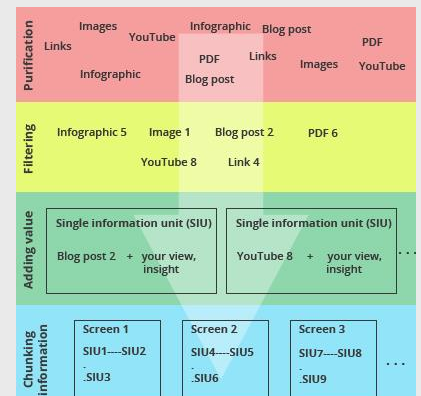 Purification
Images
Infographic
Blog post
YouTube
Links
PDF
PDF
Links
Images
YouTube
Infographic
Blog post
Filtering
Infographic 5
Image 1
Blog post 2
PDF 6
YouTube 8
Link 4
Adding value
Single information unit (SIU)
Blog post 2 + your view,
insight
Single information unit (SIU)
YouTube 8 + your view,
insight
...
Chunking
information
Screen 1
SIU1----SIU2
.
.SIU3
Screen 2
SIU4----SIU5
.
.SIU6
Screen 3
SIU7----SIU8
.
.SIU9
...